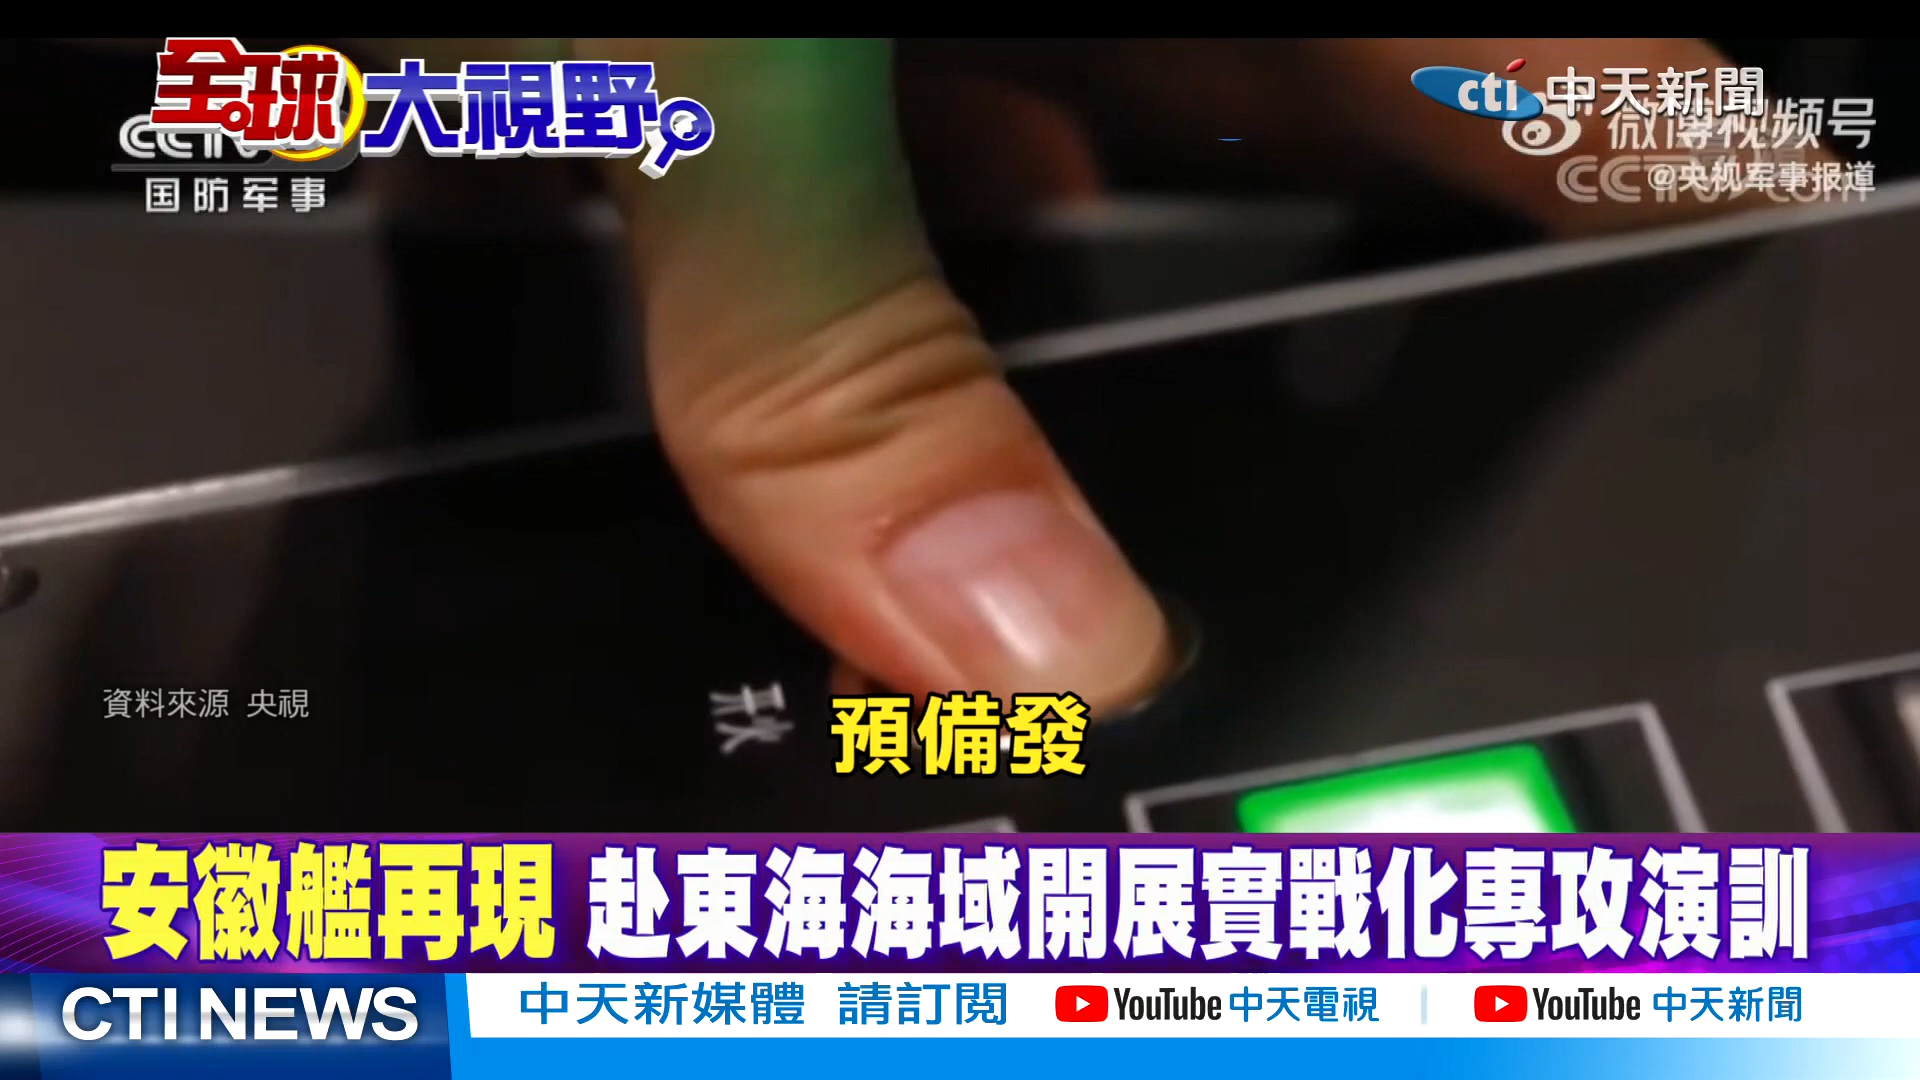 全球大視野
cti 中天新聞
微博视频号
CCTV
国防军事
CCTV.com
@央视军事报道
資料來源 央視
預備發
安徽艦再現 赴東海海域開展實戰化專攻演訓
CTI NEWS
中天新媒體 請訂閱 YouTube 中天電視 YouTube 中天新聞